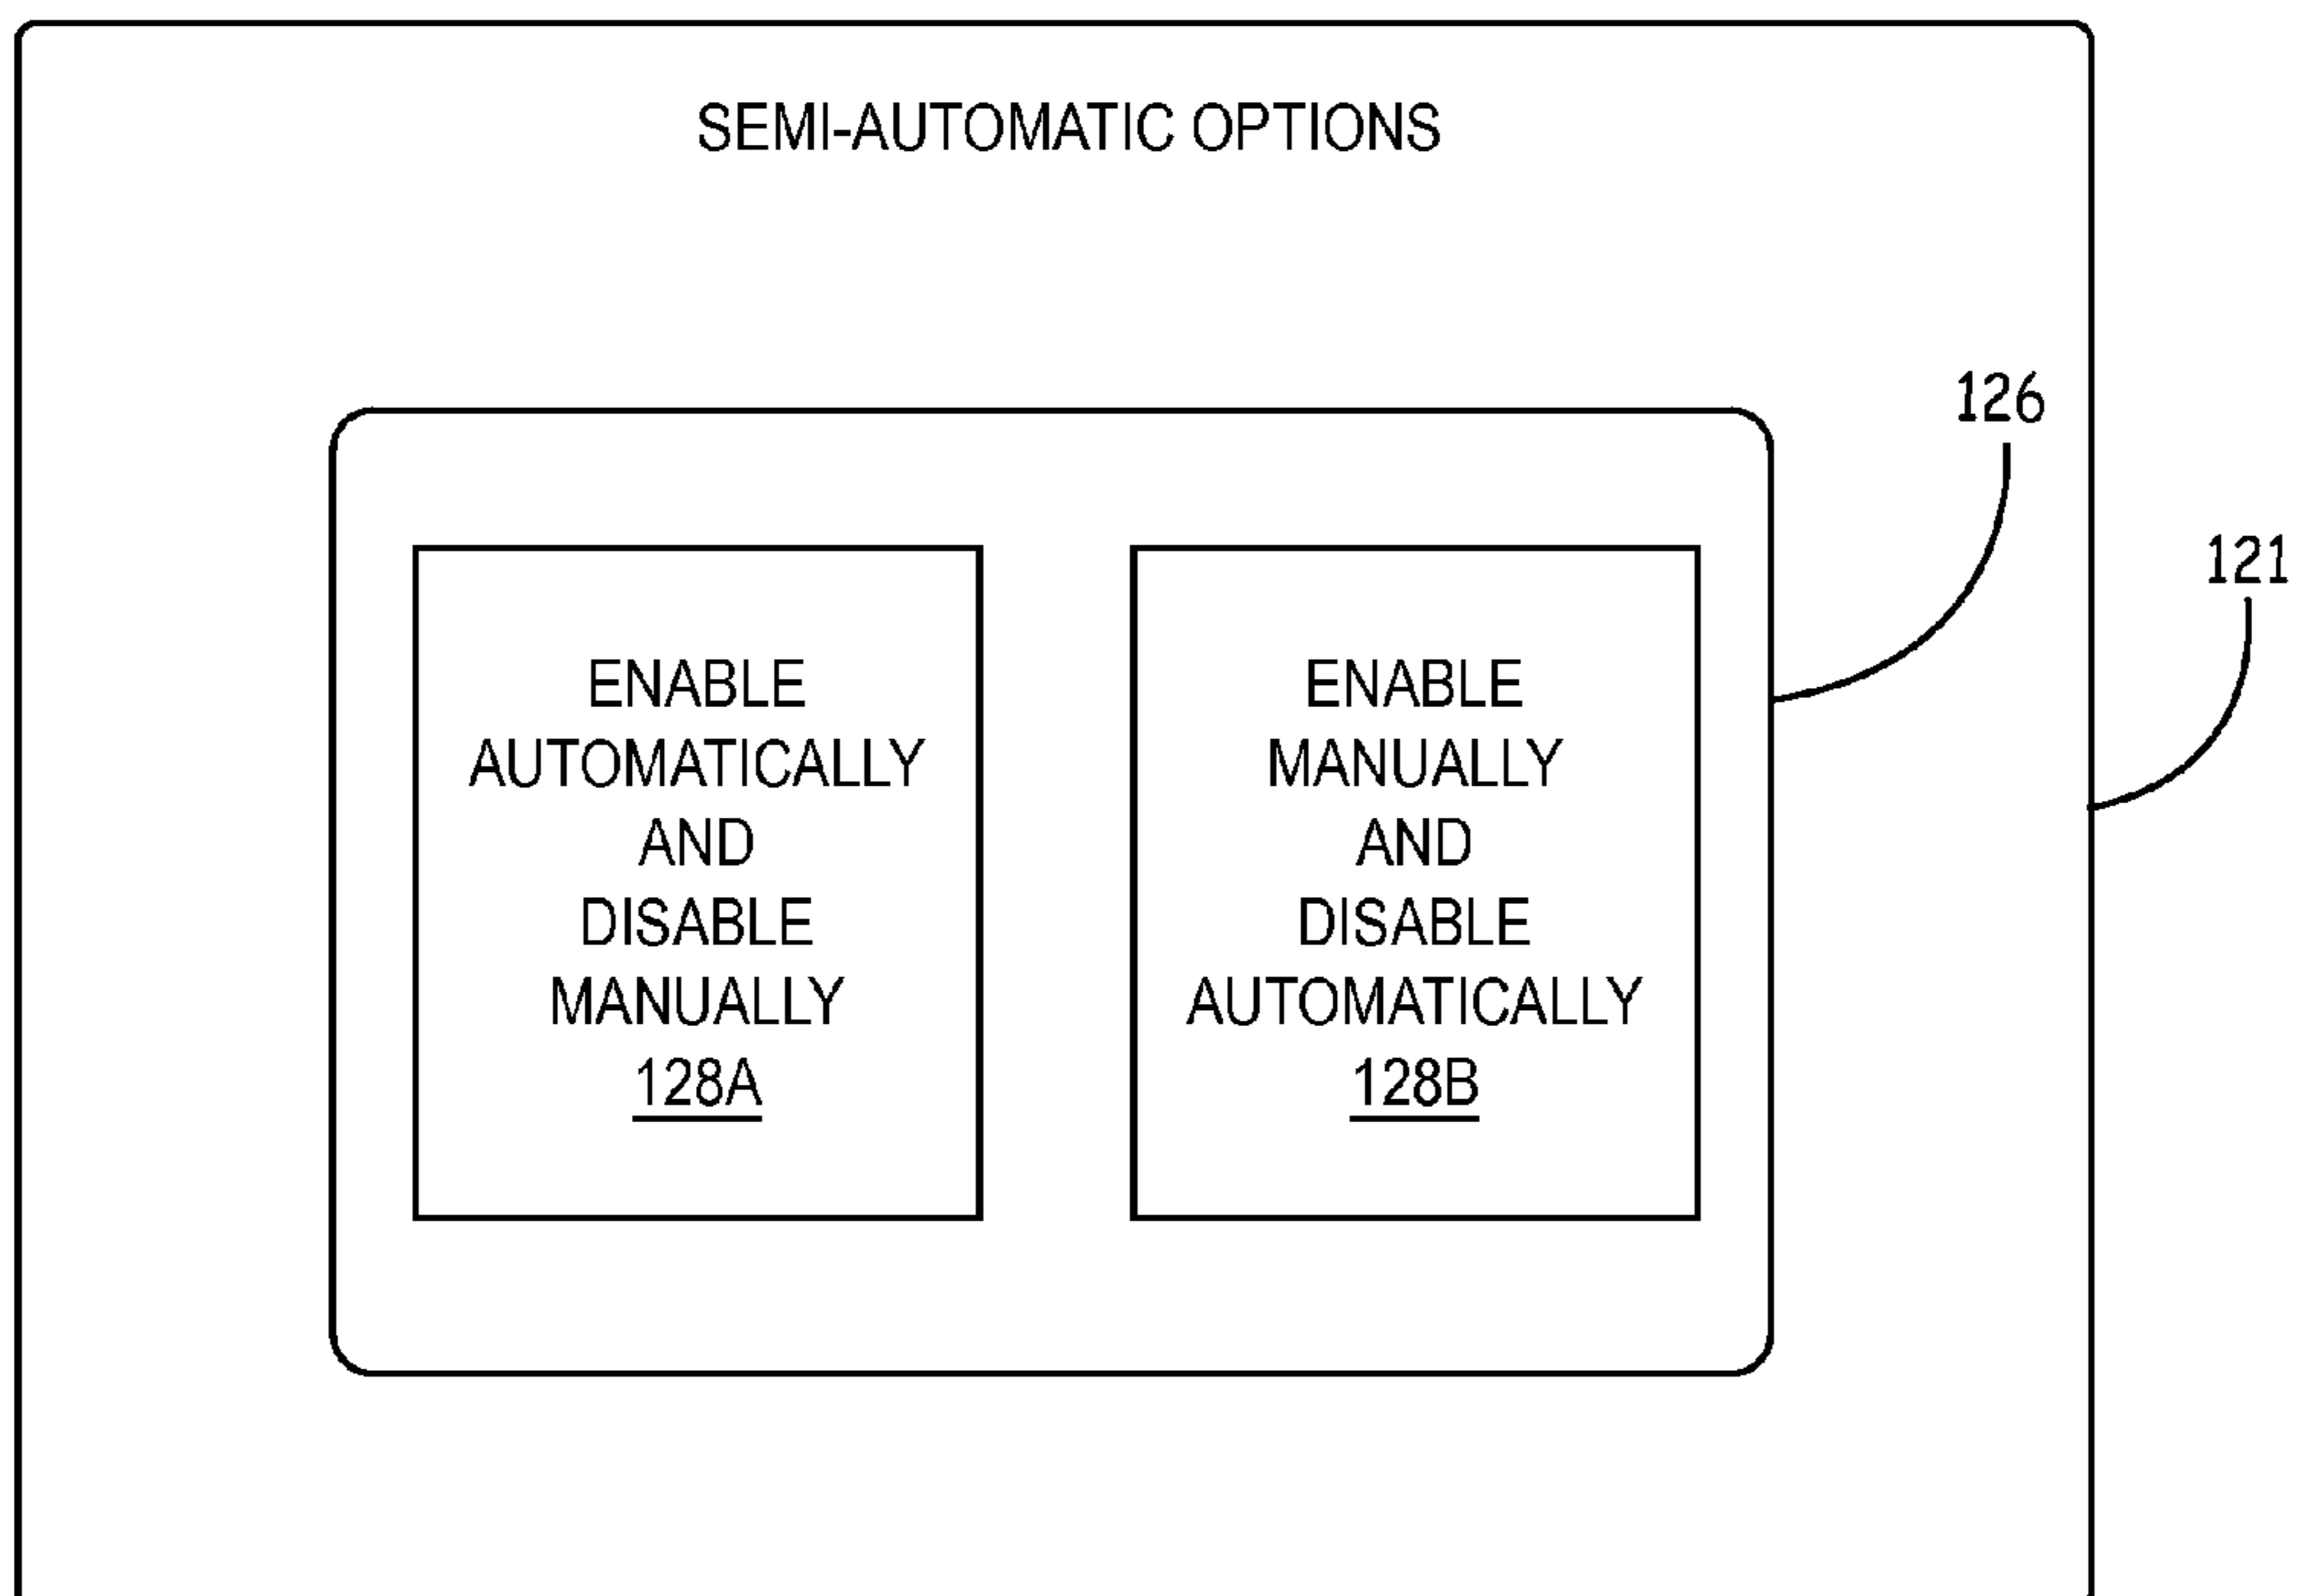 SEMI-AUTOMATIC OPTIONS
126
121
ENABLE
AUTOMATICALLY
AND
DISABLE
MANUALLY
128A
ENABLE
MANUALLY
AND
DISABLE
AUTOMATICALLY
128B